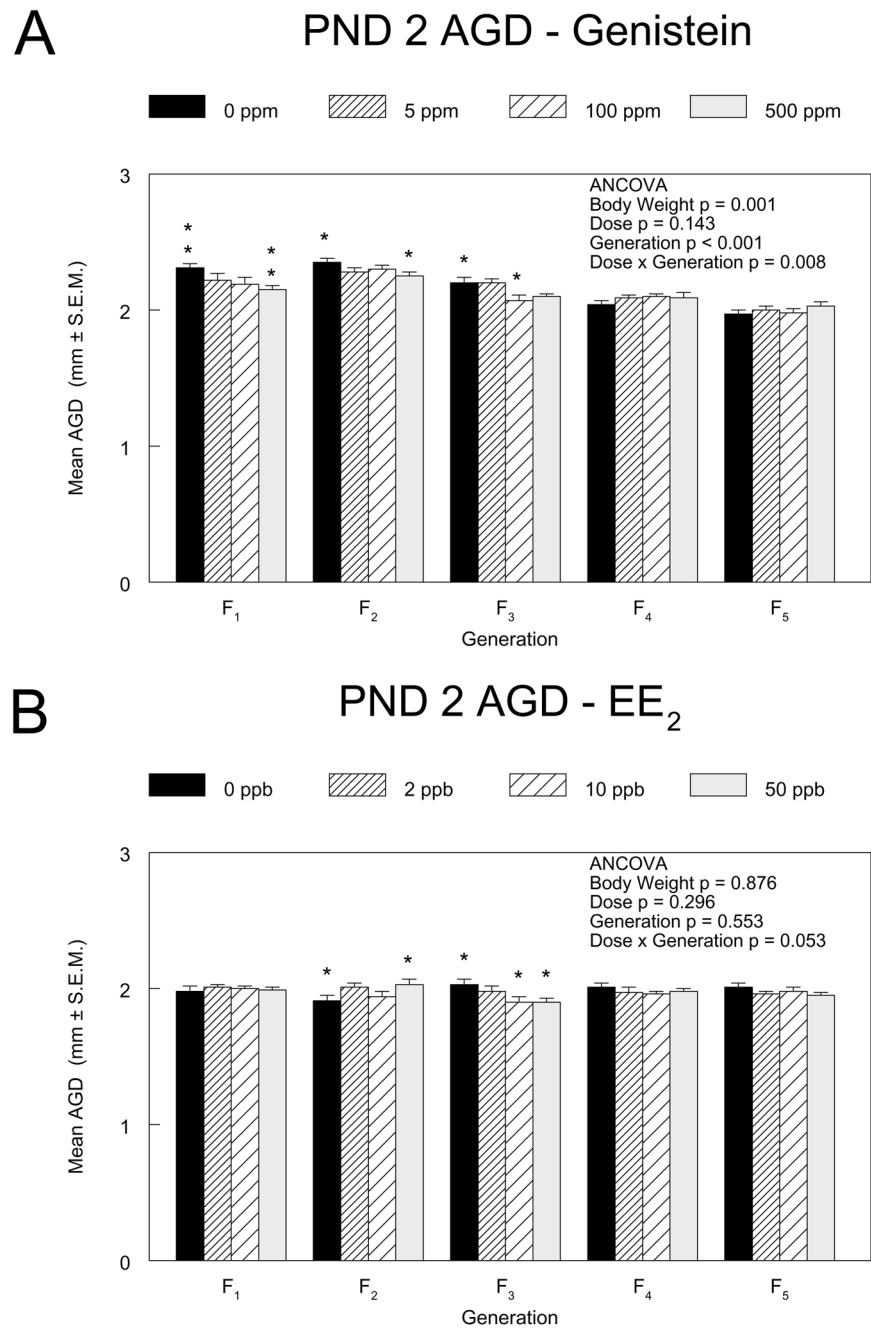 A
PND 2 AGD - Genistein
0 ppm 5 ppm 100 ppm 500 ppm
3
ANCOVA
Body Weight p = 0.001
Dose p = 0.143
Generation p < 0.001
Dose x Generation p = 0.008
* * * *
* * * *
2
1
0
Mean AGD (mm ± S.E.M.)
F₁ F₂ F₃ F₄ F₅
Generation
B
PND 2 AGD - EE₂
0 ppb 2 ppb 10 ppb 50 ppb
3
ANCOVA
Body Weight p = 0.876
Dose p = 0.296
Generation p = 0.553
Dose x Generation p = 0.053
* * * * *
2
1
0
Mean AGD (mm ± S.E.M.)
F₁ F₂ F₃ F₄ F₅
Generation